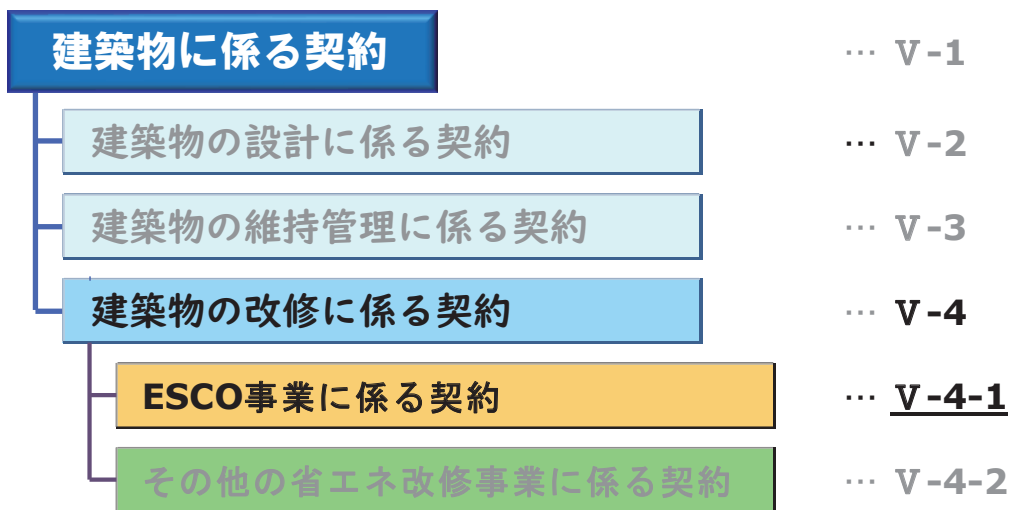 建築物に係る契約 … Ⅴ-1
建築物の設計に係る契約 … Ⅴ-2
建築物の維持管理に係る契約 … Ⅴ-3
建築物の改修に係る契約 … Ⅴ-4
ESCO事業に係る契約 … Ⅴ-4-1
その他の省エネ改修事業に係る契約 … Ⅴ-4-2